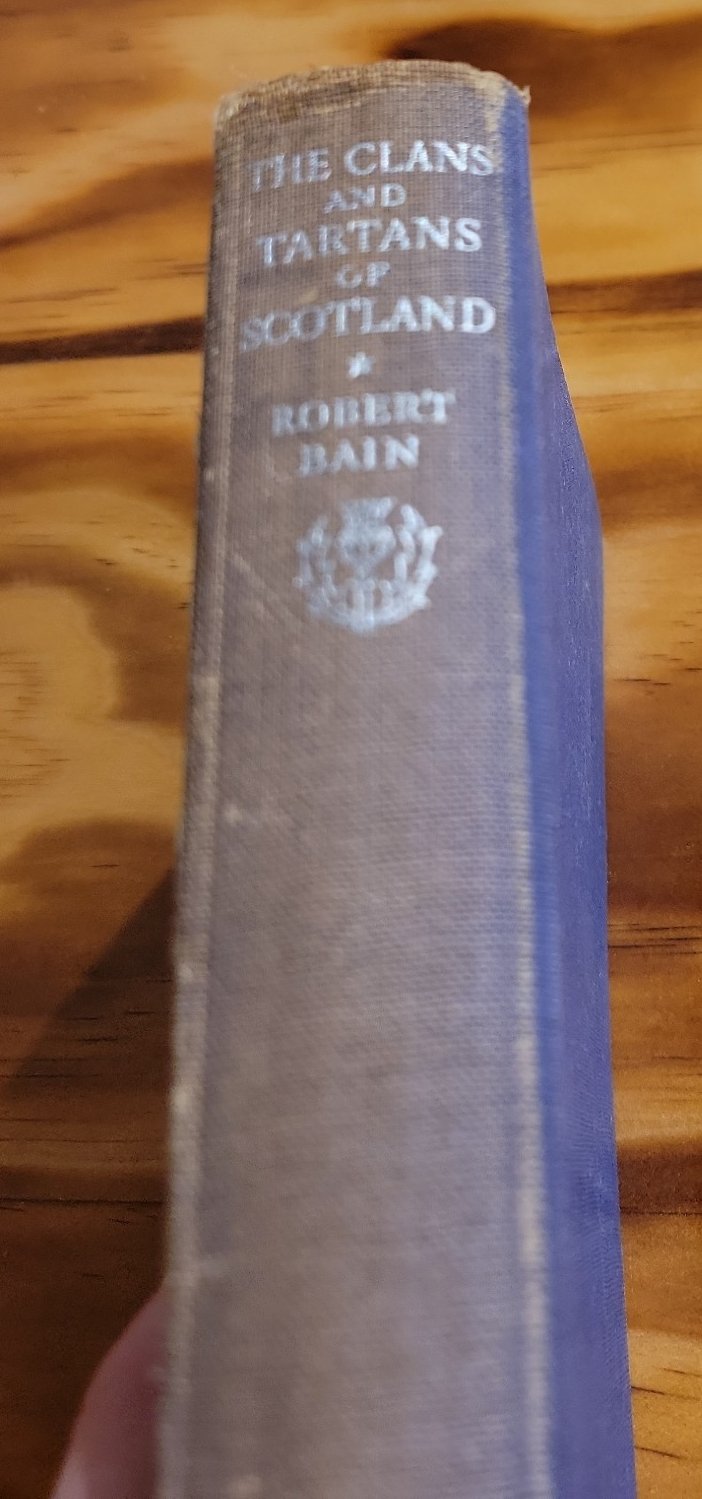 THE CLANS
AND
TARTANS
OF
SCOTLAND
★
ROBERT
BAIN